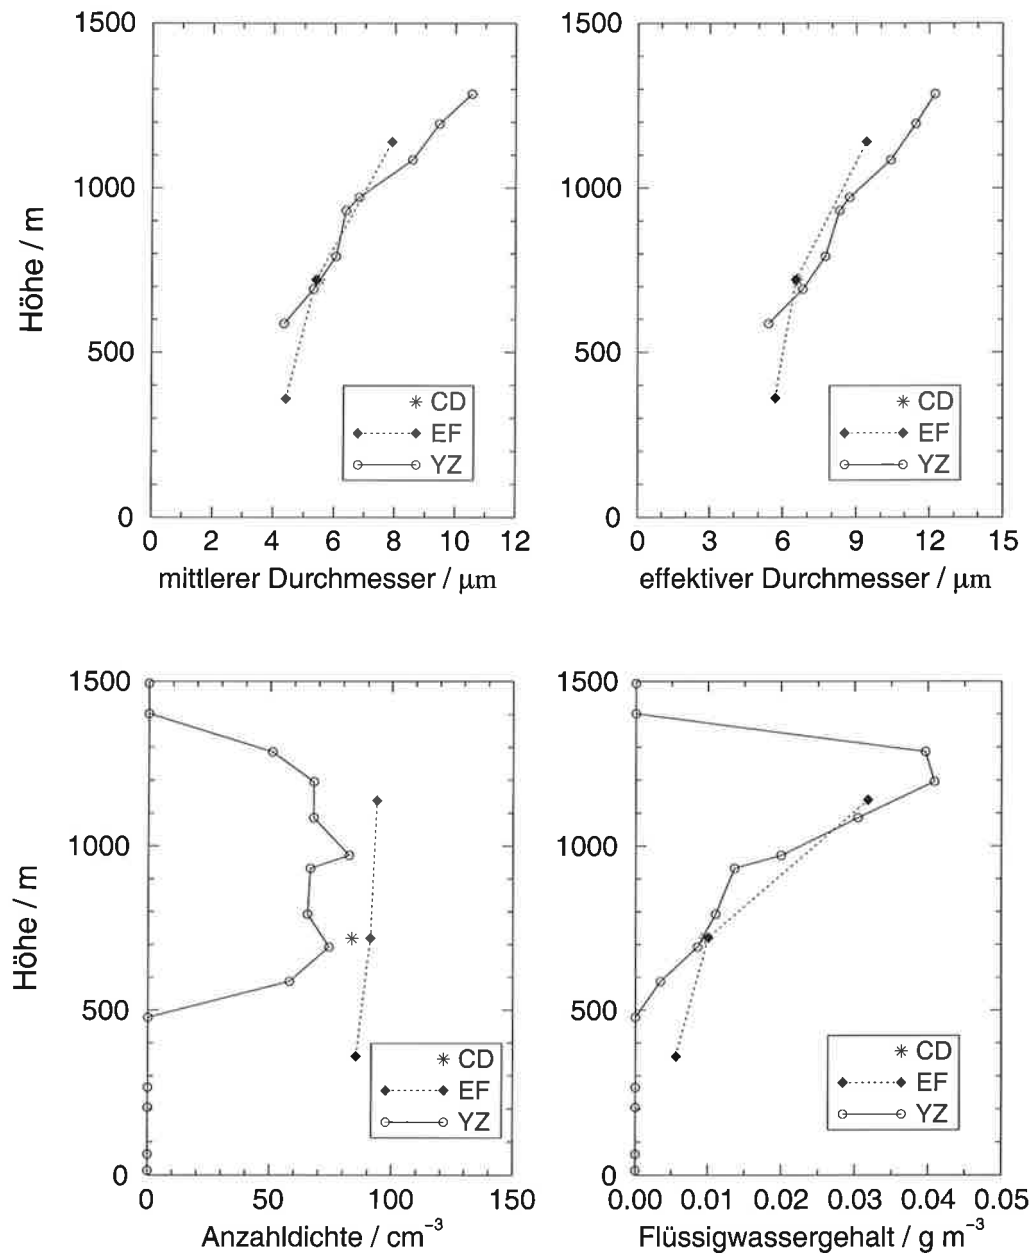 1500
1000
500
0
Höhe / m
0 2 4 6 8 10 12
mittlerer Durchmesser / μm
CD
EF
YZ
1500
1000
500
0
0 3 6 9 12 15
effektiver Durchmesser / μm
CD
EF
YZ
1500
1000
500
0
Höhe / m
0 50 100 150
Anzahldichte / cm⁻³
CD
EF
YZ
1500
1000
500
0
0.00 0.01 0.02 0.03 0.04 0.05
Flüssigwassergehalt / g m⁻³
CD
EF
YZ